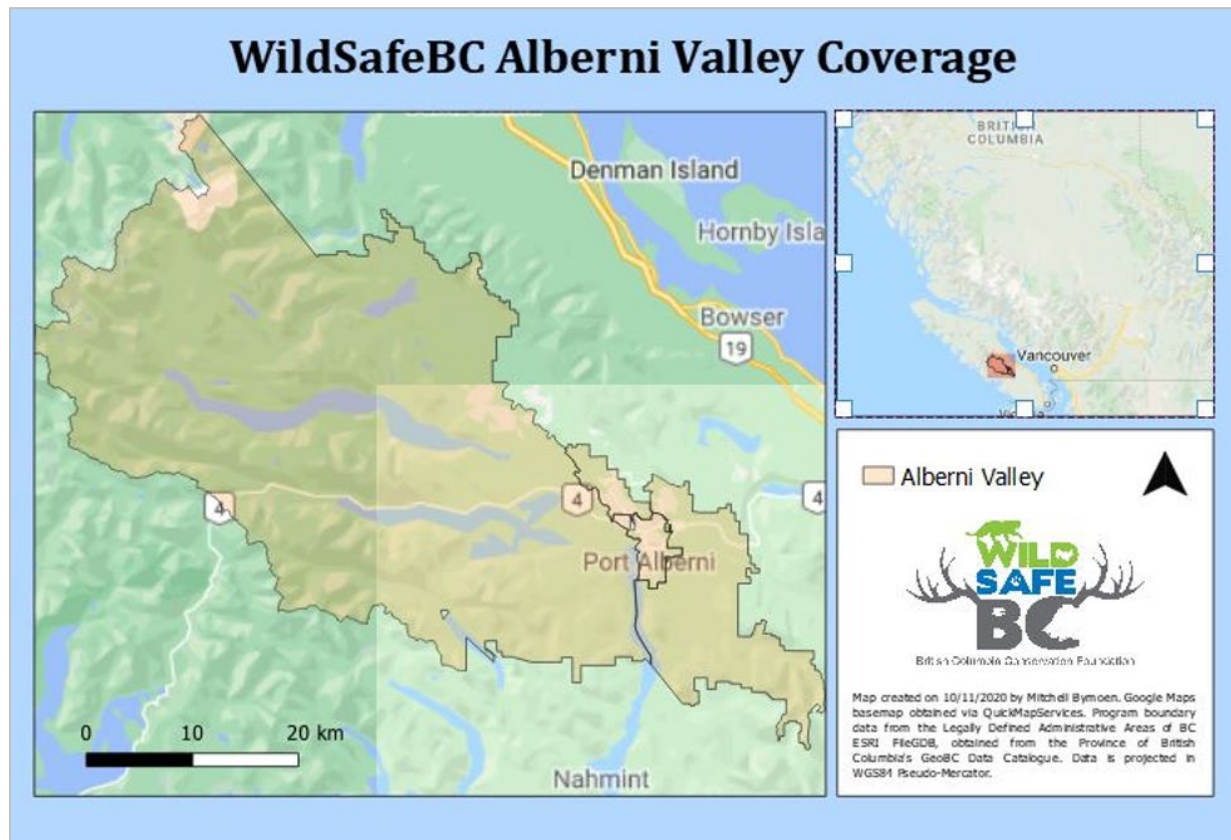 WildSafeBC Alberni Valley Coverage
Denman Island
Hornby Isla
Bowser
19
4
4
4
Port Alberni
0 10 20 km
Nahmint
BRITISH
COLUMBIA
Vancouver
Alberni Valley
WILD
SAFE
BC
British Columbia Conservation Foundation
Map created on 10/11/2020 by Mitchell Bymoen. Google Maps
basemap obtained via QuickMapServices. Program boundary
data from the Legally Defined Administrative Areas of BC
ESRI FileGDB, obtained from the Province of British
Columbia's GeoBC Data Catalogue. Data is projected in
WGS84 Pseudo-Mercator.